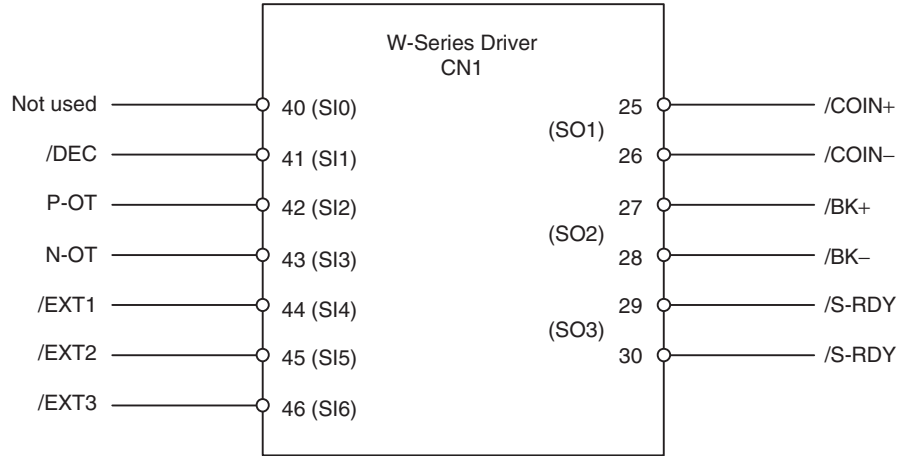 W-Series Driver
CN1
Not used 40 (SI0) 25 /COIN+
(SO1)
/DEC 41 (SI1) 26 /COIN−
P-OT 42 (SI2) 27 /BK+
(SO2)
N-OT 43 (SI3) 28 /BK−
/EXT1 44 (SI4) 29 /S-RDY
(SO3)
/EXT2 45 (SI5) 30 /S-RDY
/EXT3 46 (SI6)